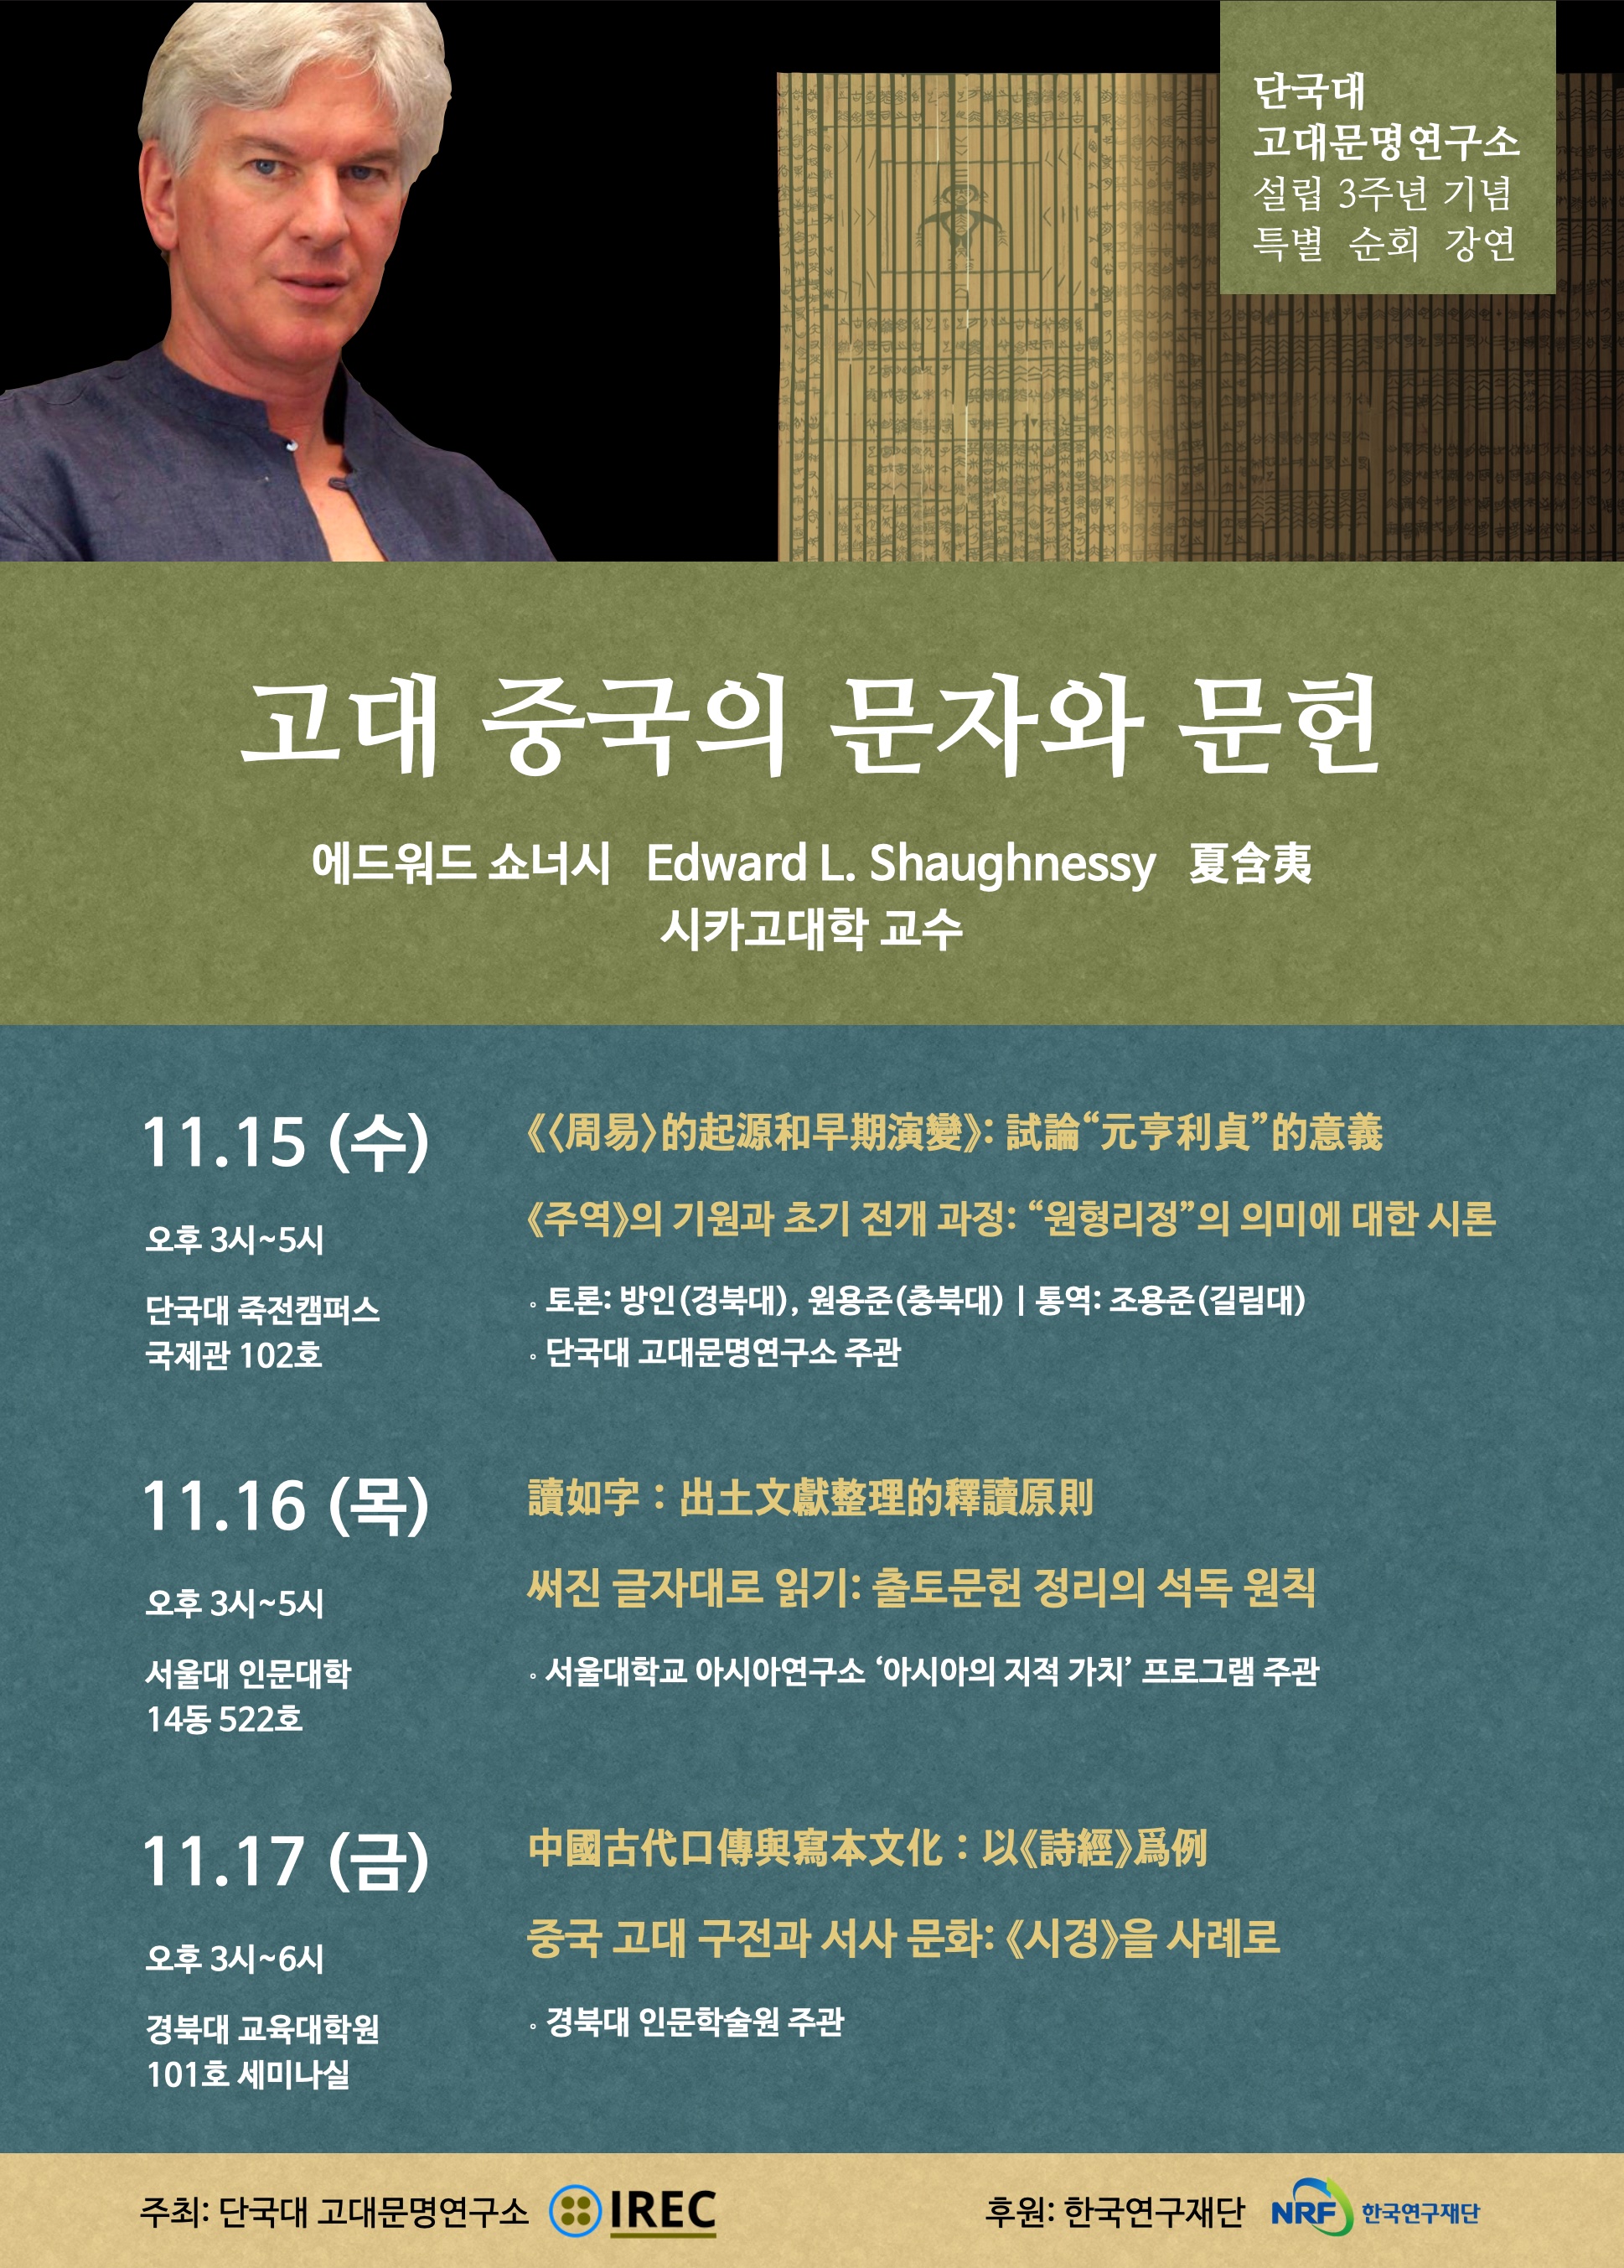 단국대
고대문명연구소
설립 3주년 기념
특별 순회 강연
고대 중국의 문자와 문헌
에드워드 쇼너시 Edward L. Shaughnessy 夏含夷
시카고대학 교수
11.15 (수)
오후 3시~5시
단국대 죽전캠퍼스
국제관 102호
《〈周易〉的起源和早期演變》: 試論“元亨利貞”的意義
《주역》의 기원과 초기 전개 과정: “원형리정”의 의미에 대한 시론
◦ 토론: 방인(경북대), 원용준(충북대) | 통역: 조용준(길림대)
◦ 단국대 고대문명연구소 주관
11.16 (목)
오후 3시~5시
서울대 인문대학
14동 522호
讀如字：出土文獻整理的釋讀原則
써진 글자대로 읽기: 출토문헌 정리의 석독 원칙
◦ 서울대학교 아시아연구소 ‘아시아의 지적 가치’ 프로그램 주관
11.17 (금)
오후 3시~6시
경북대 교육대학원
101호 세미나실
中國古代口傳與寫本文化：以《詩經》爲例
중국 고대 구전과 서사 문화: 《시경》을 사례로
◦ 경북대 인문학술원 주관
주최: 단국대 고대문명연구소 IREC
후원: 한국연구재단 NRF 한국연구재단